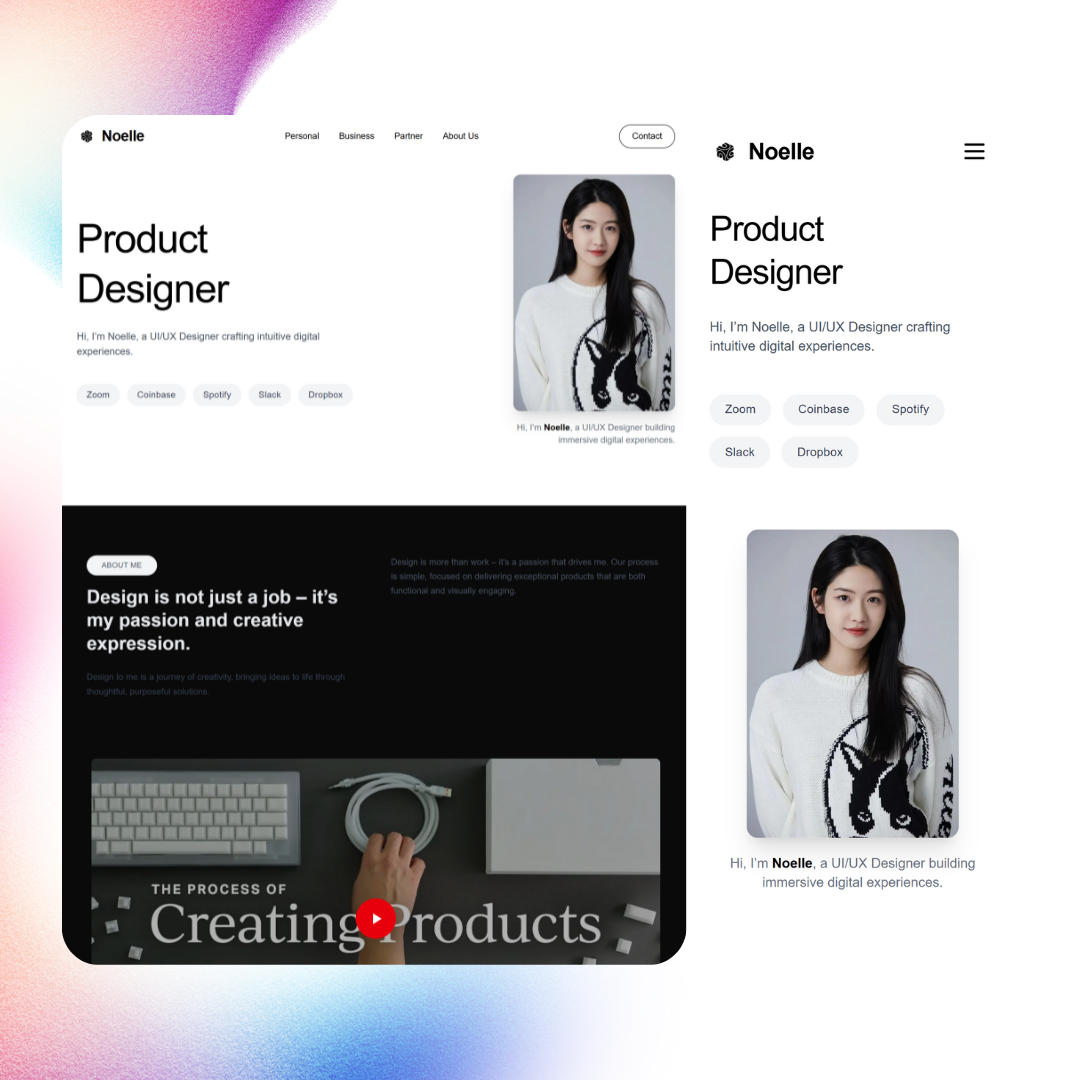 Noelle
Personal
Business
Partner
About Us
Contact
Product
Designer
Hi, I'm Noelle, a UI/UX Designer crafting intuitive digital
experiences.
Zoom
Coinbase
Spotify
Slack
Dropbox
Hi, I'm Noelle, a UI/UX Designer building
immersive digital experiences.
ABOUT ME
Design is not just a job – it's
my passion and creative
expression.
Design to me is a journey of creativity, bringing ideas to life through
thoughtful, purposeful solutions.
Design is more than work – it's a passion that drives me. Our process
is simple, focused on delivering exceptional products that are both
functional and visually engaging.
THE PROCESS OF
Creating Products
Noelle
Product
Designer
Hi, I'm Noelle, a UI/UX Designer crafting
intuitive digital experiences.
Zoom
Coinbase
Spotify
Slack
Dropbox
Hi, I'm Noelle, a UI/UX Designer building
immersive digital experiences.